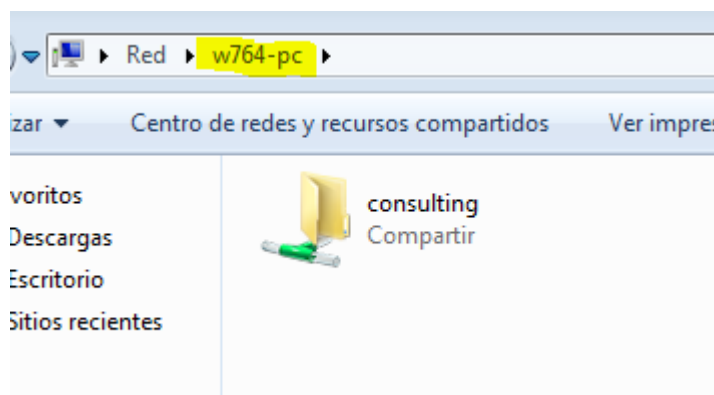 Red w764-pc
izar Centro de redes y recursos compartidos Ver impres
voritos
Descargas
Escritorio
Sitios recientes
consulting
Compartir